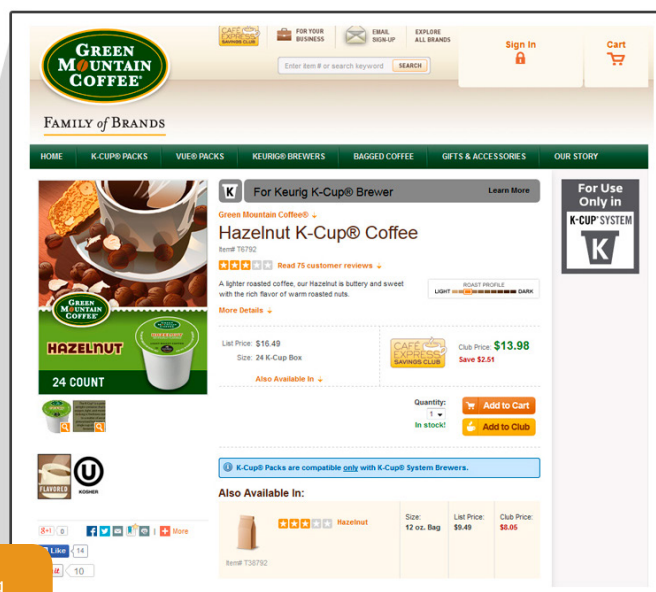 GREEN
MOUNTAIN
COFFEE®
FAMILY of BRANDS
CAFÉ
EXPRESS
SAVINGS CLUB
FOR YOUR
BUSINESS
EMAIL
SIGN-UP
EXPLORE
ALL BRANDS
Enter item # or search keyword
SEARCH
Sign In
Cart
HOME
K-CUP® PACKS
VUE® PACKS
KEURIG® BREWERS
BAGGED COFFEE
GIFTS & ACCESSORIES
OUR STORY
GREEN
MOUNTAIN
COFFEE
HAZELNUT
24 COUNT
FLAVORED
U
KOSHER
g+1 0
More
Like 14
10
K For Keurig K-Cup® Brewer Learn More
Green Mountain Coffee®
Hazelnut K-Cup® Coffee
Item# T6792
Read 75 customer reviews
A lighter roasted coffee, our Hazelnut is buttery and sweet
with the rich flavor of warm roasted nuts.
More Details
ROAST PROFILE
LIGHT DARK
List Price: $16.49
Size: 24 K-Cup Box
Also Available In
CAFÉ
EXPRESS
SAVINGS CLUB
Club Price: $13.98
Save $2.51
Quantity:
1
In stock!
Add to Cart
Add to Club
K-Cup® Packs are compatible only with K-Cup® System Brewers.
Also Available In:
Hazelnut
Item# T38792
Size:
12 oz. Bag
List Price:
$9.49
Club Price:
$8.05
For Use
Only in
K-CUP® SYSTEM
K